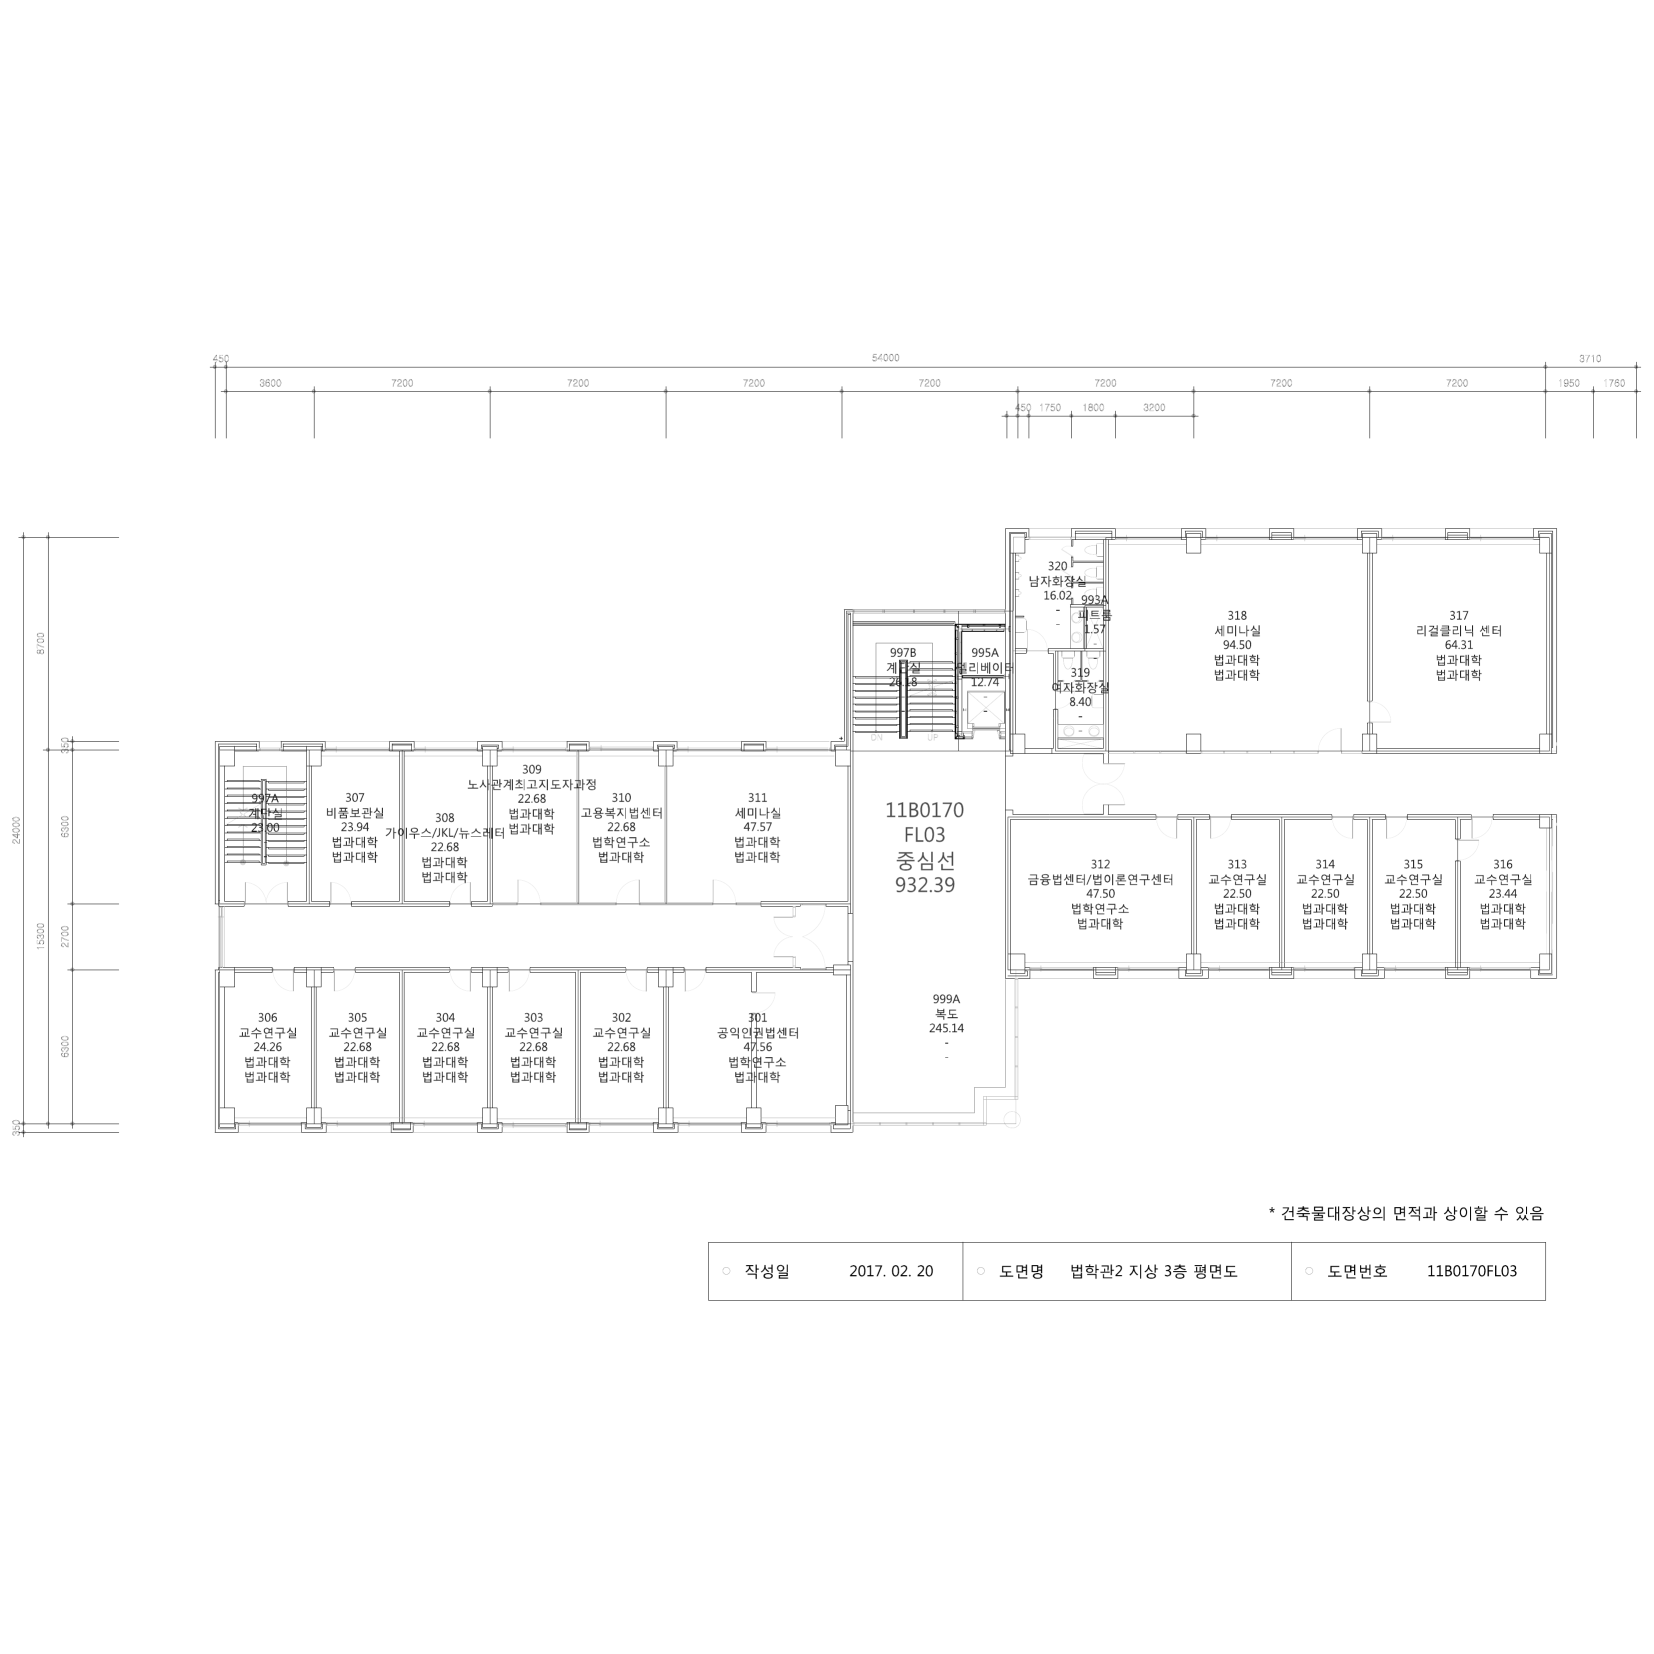 450
54000
3710
3600
7200
7200
7200
7200
7200
7200
7200
1950
1760
450
1750
1800
3200
24000
8700
350
6300
15300
2700
6300
350
320
남자화장실
16.02
-
-
993A
피트룸
1.57
-
319
여자화장실
8.40
-
318
세미나실
94.50
법과대학
법과대학
317
리걸클리닉 센터
64.31
법과대학
법과대학
997B
계단실
26.18
995A
엘리베이터
12.74
-
-
DN
UP
997A
계단실
23.00
307
비품보관실
23.94
법과대학
법과대학
308
가이우스/JKL/뉴스레터
22.68
법과대학
법과대학
309
노사관계최고지도자과정
22.68
법과대학
법과대학
310
고용복지법센터
22.68
법학연구소
법과대학
311
세미나실
47.57
법과대학
법과대학
11B0170
FL03
중심선
932.39
312
금융법센터/법이론연구센터
47.50
법학연구소
법과대학
313
교수연구실
22.50
법과대학
법과대학
314
교수연구실
22.50
법과대학
법과대학
315
교수연구실
22.50
법과대학
법과대학
316
교수연구실
23.44
법과대학
법과대학
306
교수연구실
24.26
법과대학
법과대학
305
교수연구실
22.68
법과대학
법과대학
304
교수연구실
22.68
법과대학
법과대학
303
교수연구실
22.68
법과대학
법과대학
302
교수연구실
22.68
법과대학
법과대학
301
공익인권법센터
47.56
법학연구소
법과대학
999A
복도
245.14
-
-
* 건축물대장상의 면적과 상이할 수 있음
○ 작성일 2017. 02. 20
○ 도면명 법학관2 지상 3층 평면도
○ 도면번호 11B0170FL03